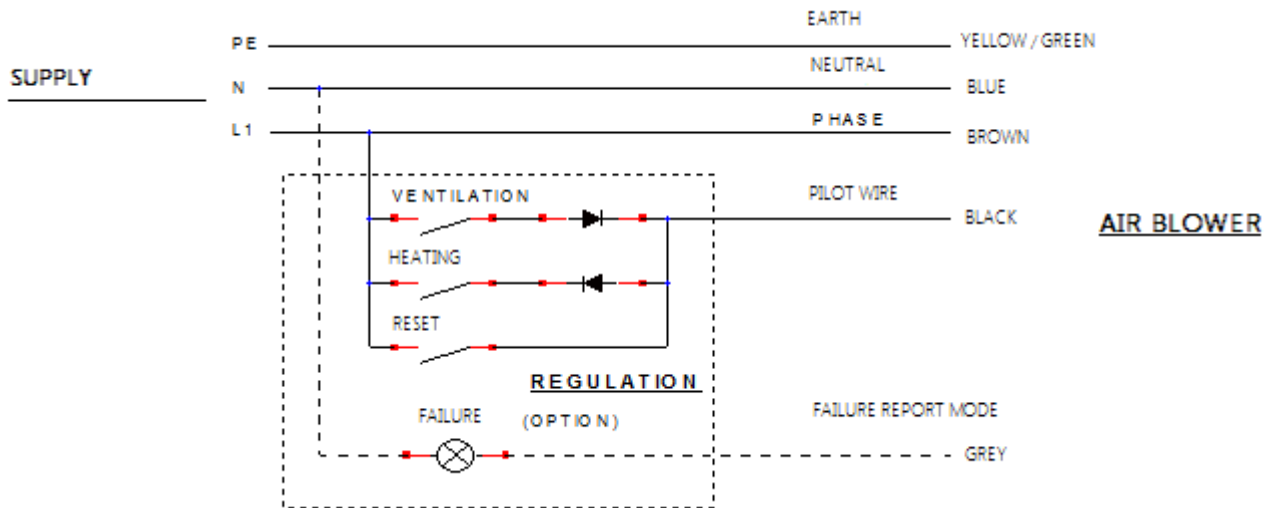 EARTH
PE
YELLOW / GREEN
NEUTRAL
SUPPLY
N
BLUE
PHASE
L1
BROWN
VENTILATION
PILOT WIRE
BLACK
AIR BLOWER
HEATING
RESET
REGULATION
FAILURE
(OPTION)
FAILURE REPORT MODE
GREY